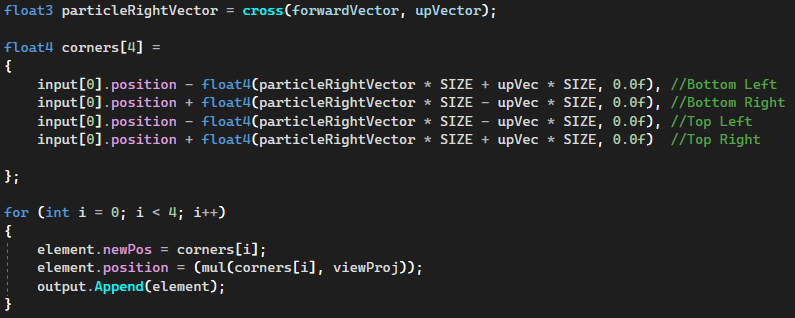 float3 particleRightVector = cross(forwardVector, upVector);

float4 corners[4] =
{
    input[0].position - float4(particleRightVector * SIZE + upVec * SIZE, 0.0f), //Bottom Left
    input[0].position + float4(particleRightVector * SIZE - upVec * SIZE, 0.0f), //Bottom Right
    input[0].position - float4(particleRightVector * SIZE - upVec * SIZE, 0.0f), //Top Left
    input[0].position + float4(particleRightVector * SIZE + upVec * SIZE, 0.0f)  //Top Right

};

for (int i = 0; i < 4; i++)
{
    element.newPos = corners[i];
    element.position = (mul(corners[i], viewProj));
    output.Append(element);
}